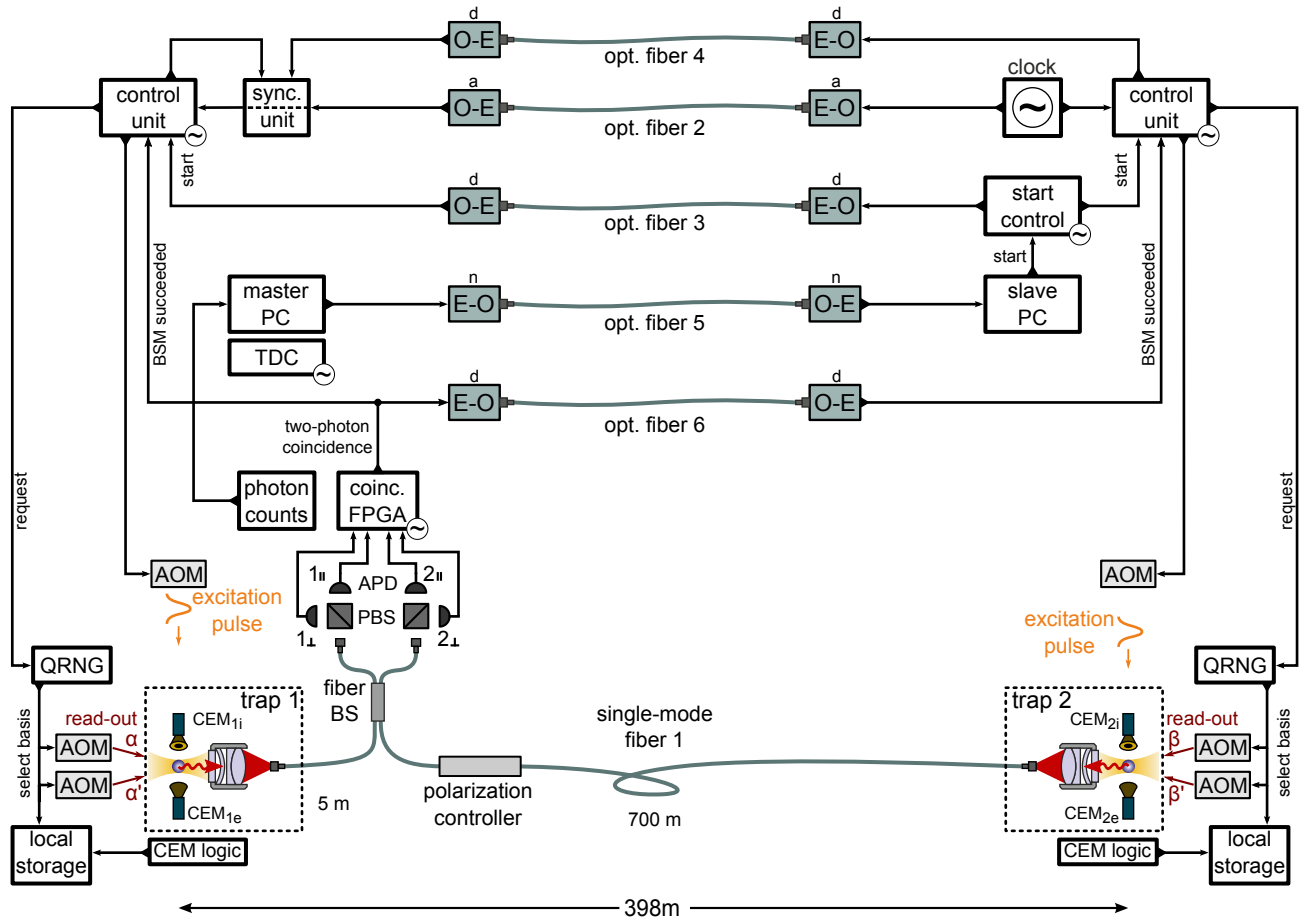 d
d
O-E
E-O
opt. fiber 4
clock
control
unit
sync.
unit
a
a
O-E
E-O
opt. fiber 2
control
unit
start
start
d
d
O-E
E-O
opt. fiber 3
start
control
start
BSM succeeded
BSM succeeded
n
n
master
PC
E-O
O-E
opt. fiber 5
slave
PC
TDC
d
d
E-O
O-E
opt. fiber 6
two-photon
coincidence
request
request
photon
counts
coinc.
FPGA
AOM
AOM
1॥
APD
2॥
excitation
pulse
PBS
1⊥
2⊥
excitation
pulse
QRNG
QRNG
fiber
BS
trap 1
trap 2
select basis
select basis
read-out
α
AOM
α'
AOM
CEM1i
CEM1e
single-mode
fiber 1
CEM2i
CEM2e
read-out
β
AOM
β'
AOM
5 m
polarization
controller
700 m
local
storage
CEM logic
CEM logic
local
storage
398m